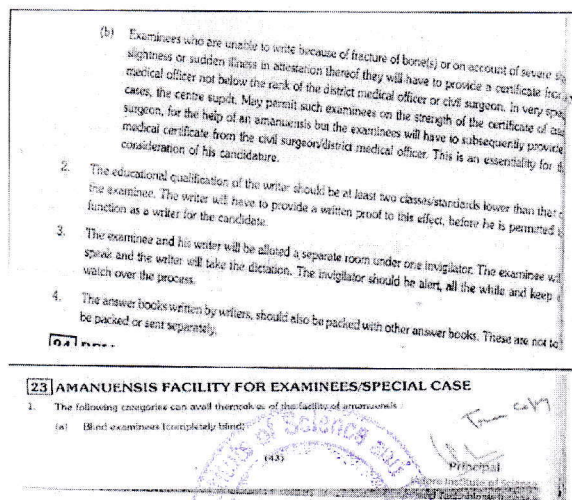 (b) Examinees who are unable to write because of fracture of bone(s) or on account of severe
slightness or sudden illness in attestation thereof they will have to provide a certificate from
medical officer not below the rank of the district medical officer or civil surgeon. In very
cases, the centre supdt. May permit such examinees on the strength of the certificate of
surgeon, for the help of an amanuensis but the examinees will have to subsequently provide
medical certificate from the civil surgeon/district medical officer. This is an essentiality for
consideration of his candidature.
2. The educational qualification of the writer should be at least two classes/standards lower than that
the examinee. The writer will have to provide a written proof to this effect, before he is permitted
function as a writer for the candidate.
3. The examinee and his writer will be alloted a separate room under one invigilator. The examinee will
speak and the writer will take the dictation. The invigilator should be alert, all the while and keep
watch over the process.
4. The answer books written by writers, should also be packed with other answer books. These are not to
be packed or sent separately.
23 AMANUENSIS FACILITY FOR EXAMINEES/SPECIAL CASE
1. The following categories can avail of the facility of amanuensis :
(a) Blind examinees (completely blind)
True Copy
of Science and
(43)
Principal
Indore Institute of Science